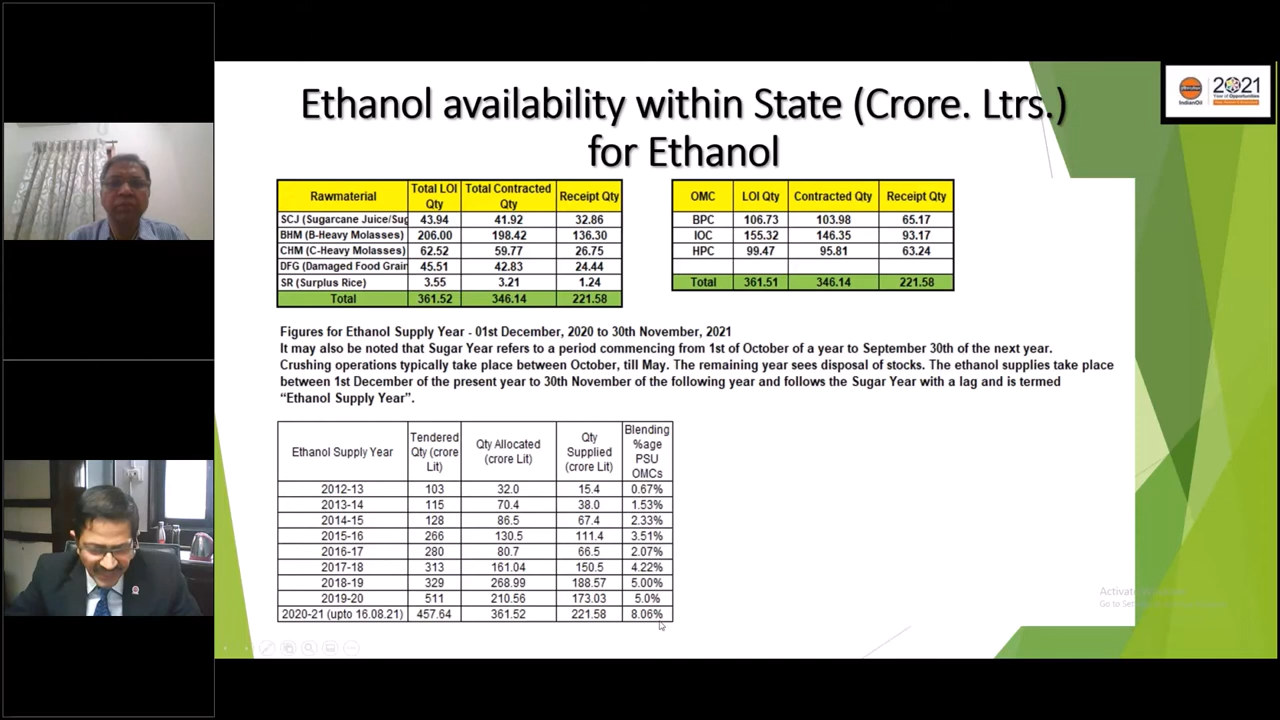 Ethanol availability within State (Crore. Ltrs.)
for Ethanol
IndianOil
2021
Rawmaterial Total LOI Qty Total Contracted Qty Receipt Qty
SCJ (Sugarcane Juice/Sug 43.94 41.92 32.86
BHM (B-Heavy Molasses) 206.00 198.42 136.30
CHM (C-Heavy Molasses) 62.52 59.77 26.75
DFG (Damaged Food Grain 45.51 42.83 24.44
SR (Surplus Rice) 3.55 3.21 1.24
Total 361.52 346.14 221.58
OMC LOI Qty Contracted Qty Receipt Qty
BPC 106.73 103.98 65.17
IOC 155.32 146.35 93.17
HPC 99.47 95.81 63.24
Total 361.51 346.14 221.58
Figures for Ethanol Supply Year - 01st December, 2020 to 30th November, 2021
It may also be noted that Sugar Year refers to a period commencing from 1st of October of a year to September 30th of the next year.
Crushing operations typically take place between October, till May. The remaining year sees disposal of stocks. The ethanol supplies take place
between 1st December of the present year to 30th November of the following year and follows the Sugar Year with a lag and is termed
“Ethanol Supply Year”.
Ethanol Supply Year Tendered Qty (crore Lit) Qty Allocated (crore Lit) Qty Supplied (crore Lit) Blending %age PSU OMCs
2012-13 103 32.0 15.4 0.67%
2013-14 115 70.4 38.0 1.53%
2014-15 128 86.5 67.4 2.33%
2015-16 266 130.5 111.4 3.51%
2016-17 280 80.7 66.5 2.07%
2017-18 313 161.04 150.5 4.22%
2018-19 329 268.99 188.57 5.00%
2019-20 511 210.56 173.03 5.0%
2020-21 (upto 16.08.21) 457.64 361.52 221.58 8.06%
Activate
Go to